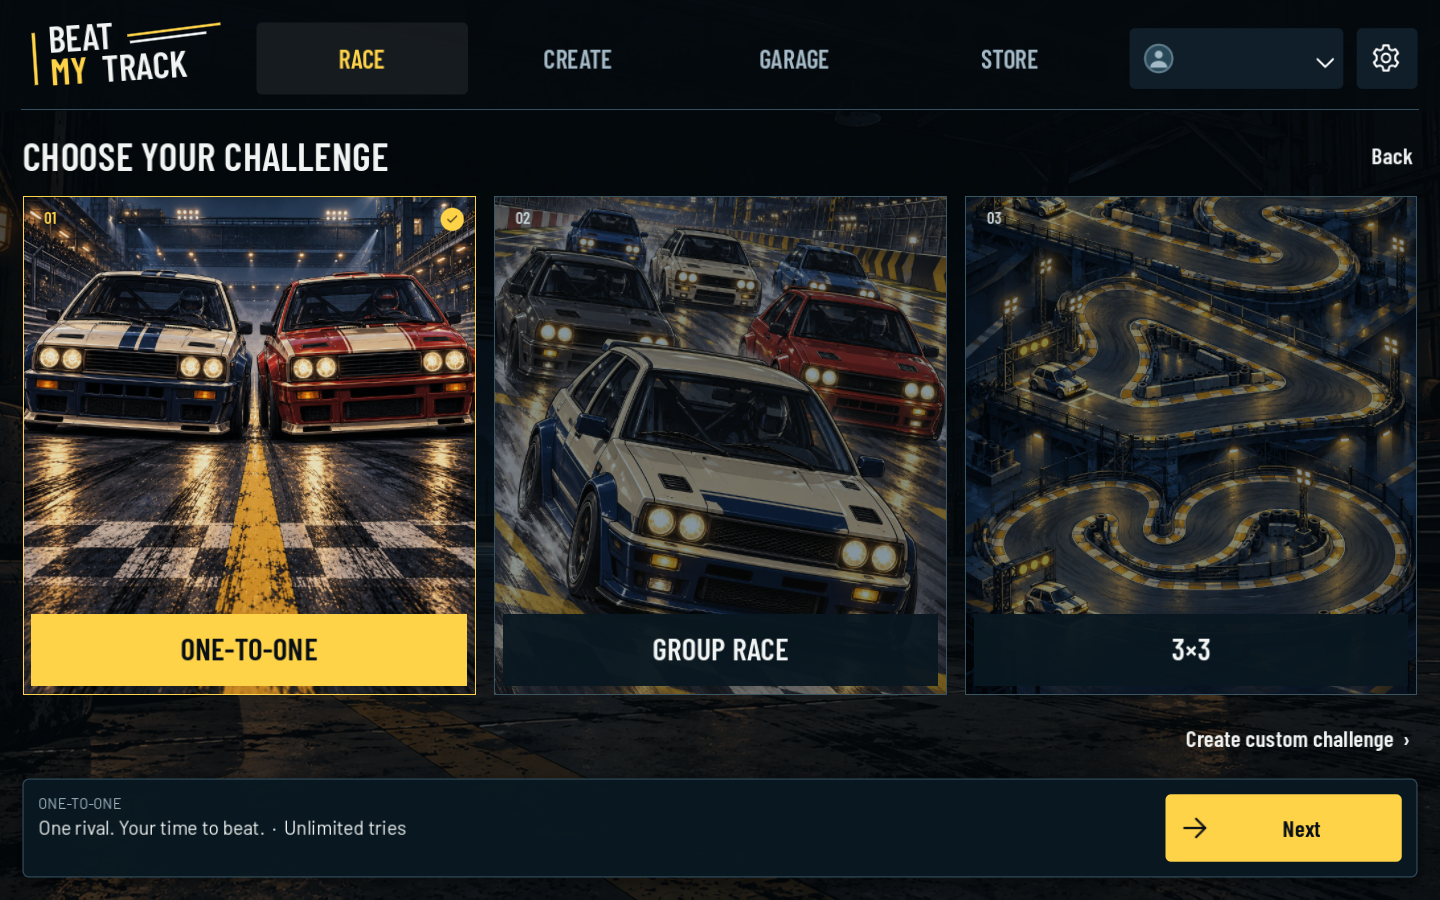 BEAT
MY TRACK
RACE
CREATE
GARAGE
STORE
CHOOSE YOUR CHALLENGE
Back
01
02
03
ONE-TO-ONE
GROUP RACE
3×3
Create custom challenge ›
ONE-TO-ONE
One rival. Your time to beat. · Unlimited tries
Next